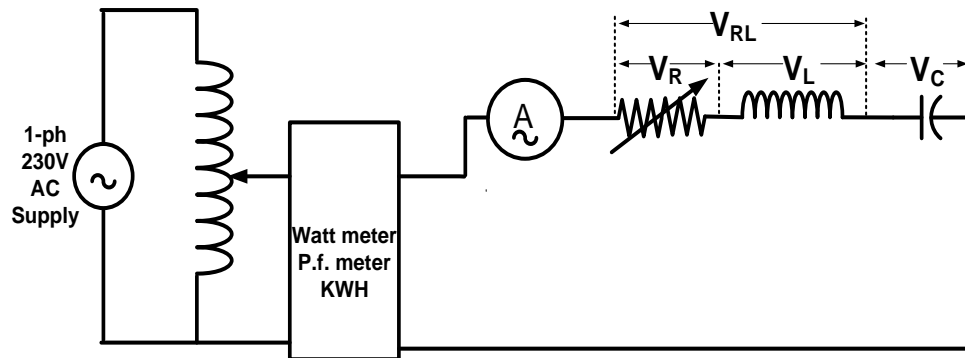 V_RL
V_R V_L V_C
A
1-ph
230V
AC
Supply
Watt meter
P.f. meter
KWH